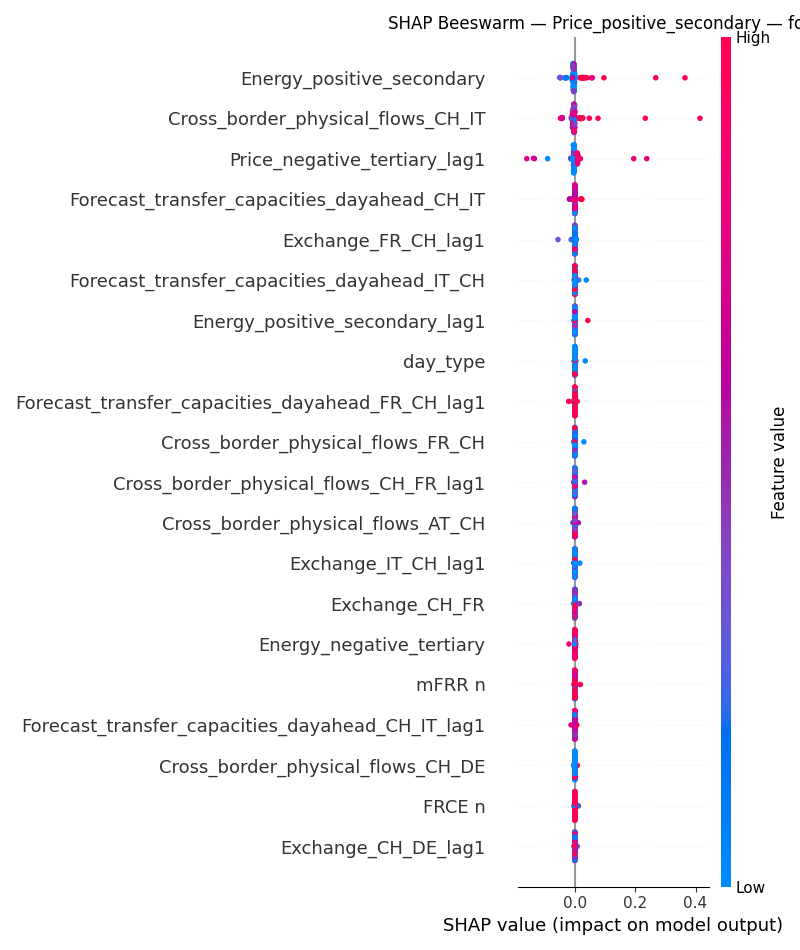 SHAP Beeswarm — Price_positive_secondary — fo
High
Energy_positive_secondary
Cross_border_physical_flows_CH_IT
Price_negative_tertiary_lag1
Forecast_transfer_capacities_dayahead_CH_IT
Exchange_FR_CH_lag1
Forecast_transfer_capacities_dayahead_IT_CH
Energy_positive_secondary_lag1
day_type
Forecast_transfer_capacities_dayahead_FR_CH_lag1
Cross_border_physical_flows_FR_CH
Cross_border_physical_flows_CH_FR_lag1
Cross_border_physical_flows_AT_CH
Exchange_IT_CH_lag1
Exchange_CH_FR
Energy_negative_tertiary
mFRR n
Forecast_transfer_capacities_dayahead_CH_IT_lag1
Cross_border_physical_flows_CH_DE
FRCE n
Exchange_CH_DE_lag1
Feature value
Low
0.0 0.2 0.4
SHAP value (impact on model output)